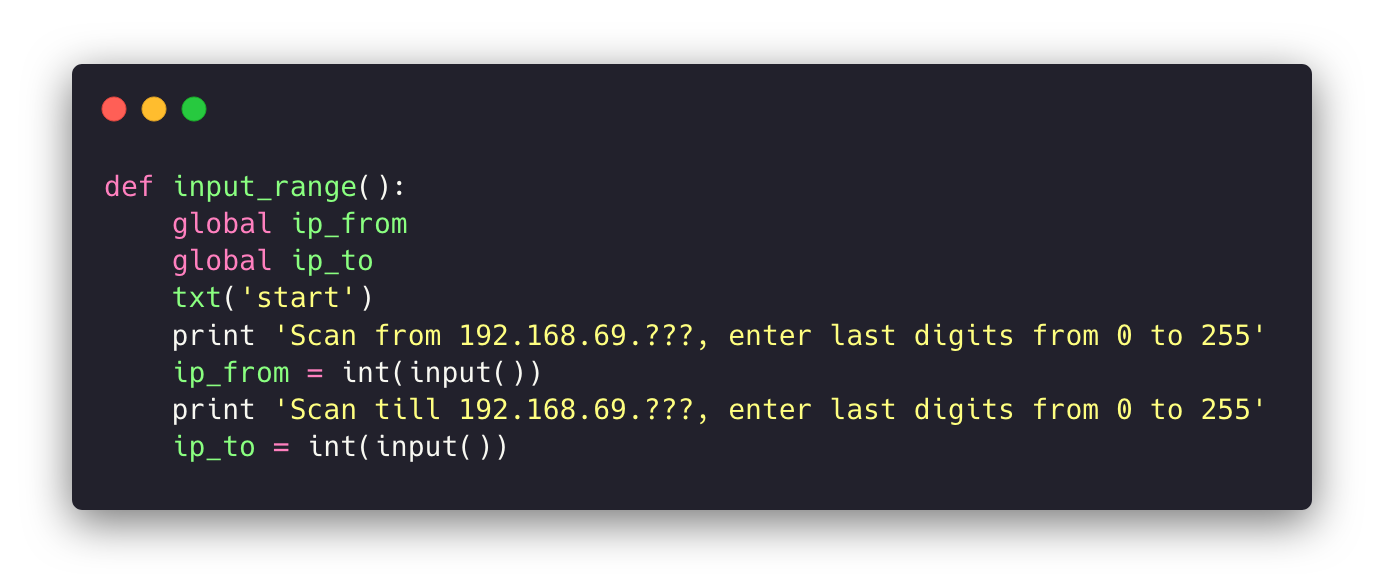 def input_range():
    global ip_from
    global ip_to
    txt('start')
    print 'Scan from 192.168.69.???, enter last digits from 0 to 255'
    ip_from = int(input())
    print 'Scan till 192.168.69.???, enter last digits from 0 to 255'
    ip_to = int(input())